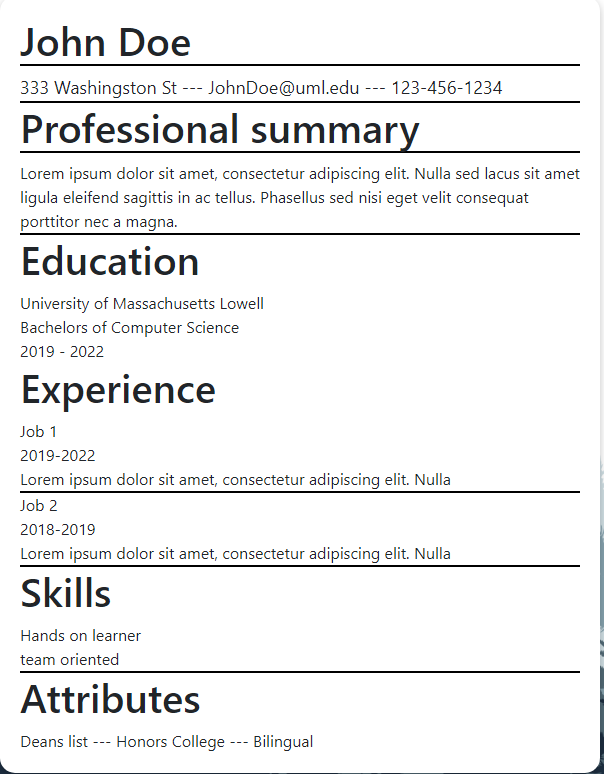 John Doe
333 Washingston St --- JohnDoe@uml.edu --- 123-456-1234
Professional summary
Lorem ipsum dolor sit amet, consectetur adipiscing elit. Nulla sed lacus sit amet
ligula eleifend sagittis in ac tellus. Phasellus sed nisi eget velit consequat
porttitor nec a magna.
Education
University of Massachusetts Lowell
Bachelors of Computer Science
2019 - 2022
Experience
Job 1
2019-2022
Lorem ipsum dolor sit amet, consectetur adipiscing elit. Nulla
Job 2
2018-2019
Lorem ipsum dolor sit amet, consectetur adipiscing elit. Nulla
Skills
Hands on learner
team oriented
Attributes
Deans list --- Honors College --- Bilingual